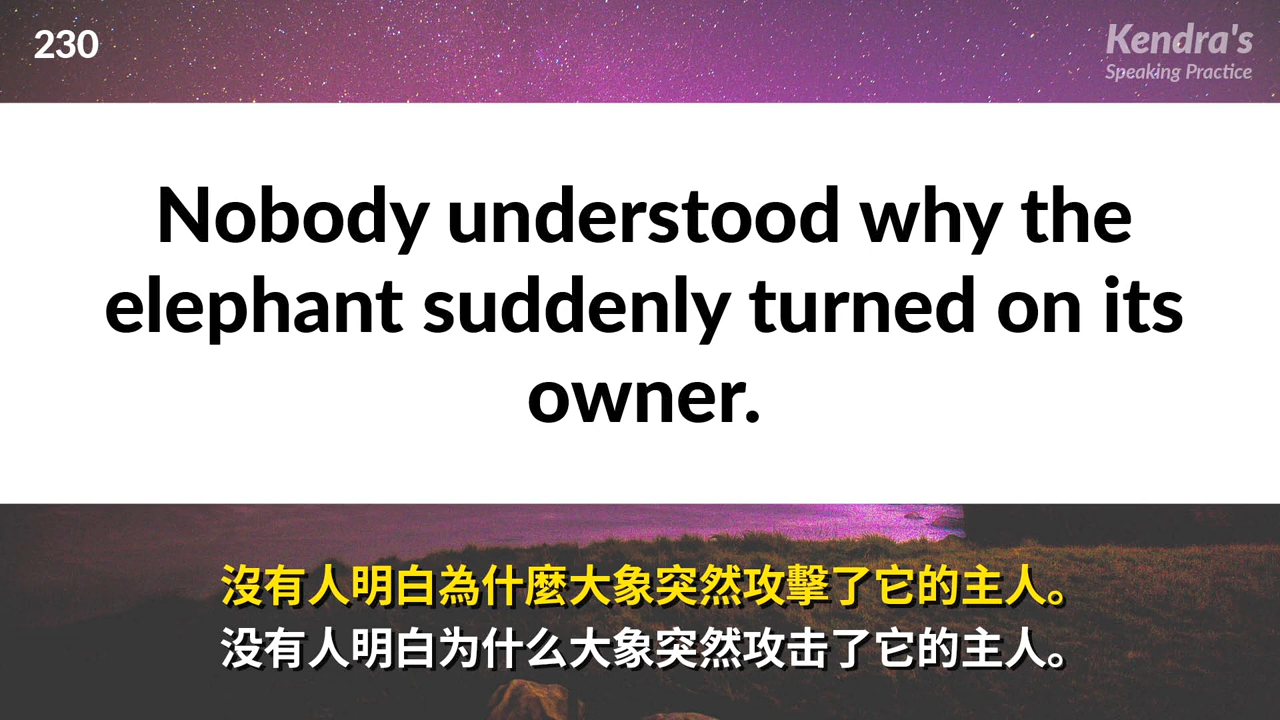 230
Kendra's
Speaking Practice
Nobody understood why the
elephant suddenly turned on its
owner.
沒有人明白為什麼大象突然攻擊了它的主人。
没有人明白为什么大象突然攻击了它的主人。